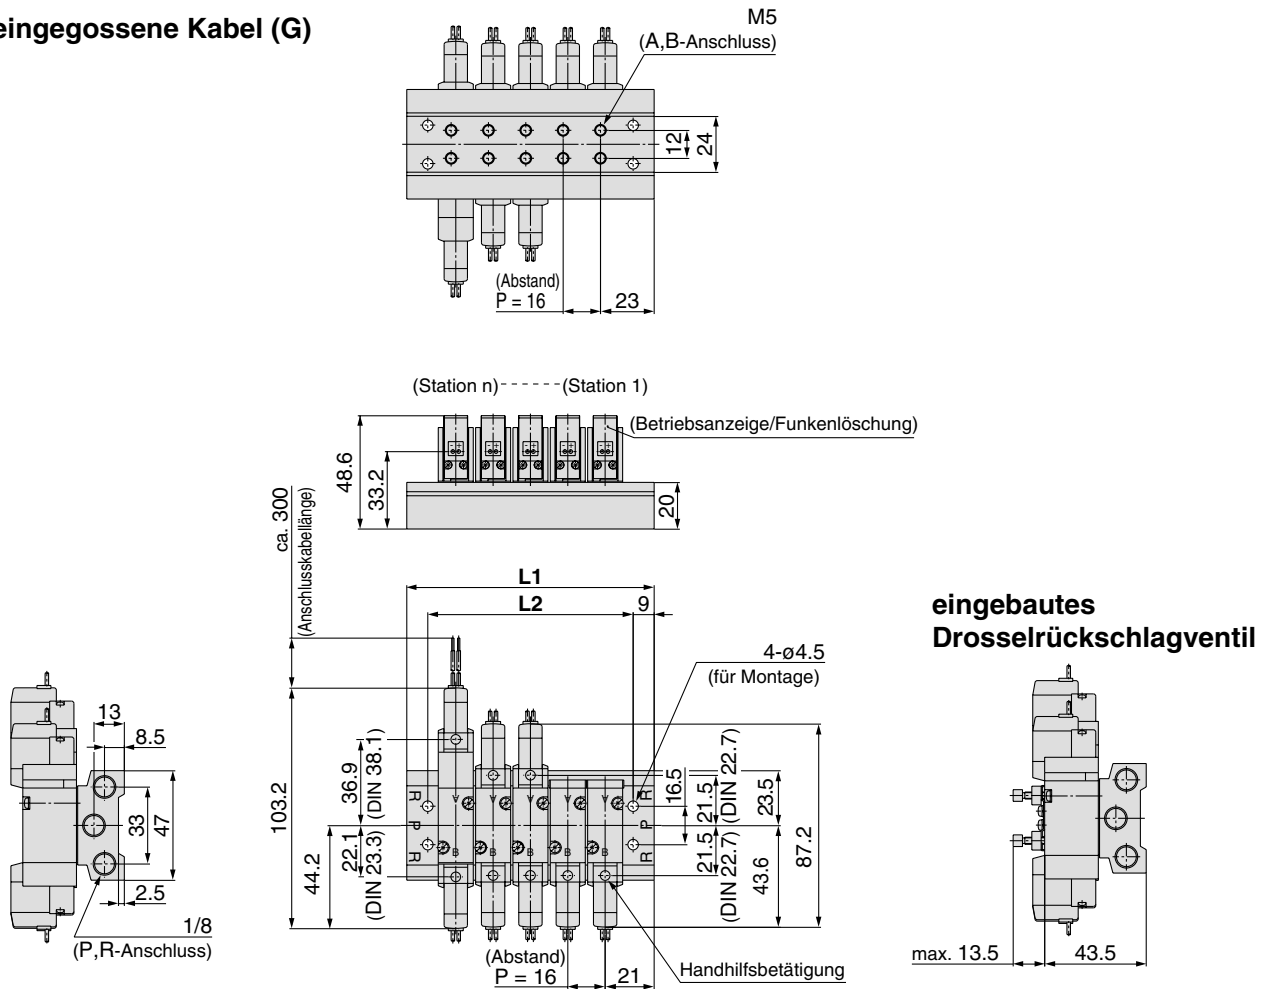 eingegossene Kabel (G)
M5
(A,B-Anschluss)
12
24
(Abstand)
P = 16
23
(Station n)
(Station 1)
(Betriebsanzeige/Funkenlöschung)
48.6
33.2
20
ca. 300
(Anschlusskabellänge)
L1
L2
9
4-ø4.5
(für Montage)
eingebautes
Drosselrückschlagventil
13
8.5
33
47
2.5
1/8
(P,R-Anschluss)
103.2
44.2
36.9
(DIN 38.1)
22.1
(DIN 23.3)
R
P
R
A
A
A
A
A
B
B
B
B
B
R
P
R
16.5
21.5
(DIN 22.7)
23.5
21.5
(DIN 22.7)
43.6
87.2
(Abstand)
P = 16
21
Handhilfsbetätigung
max. 13.5
43.5